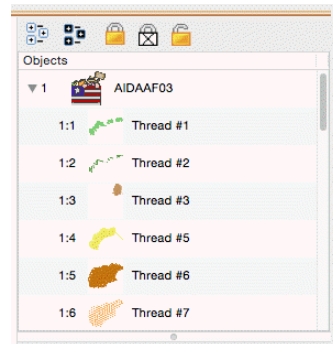 Objects
1 AIDAAF03
1:1 Thread #1
1:2 Thread #2
1:3 Thread #3
1:4 Thread #5
1:5 Thread #6
1:6 Thread #7